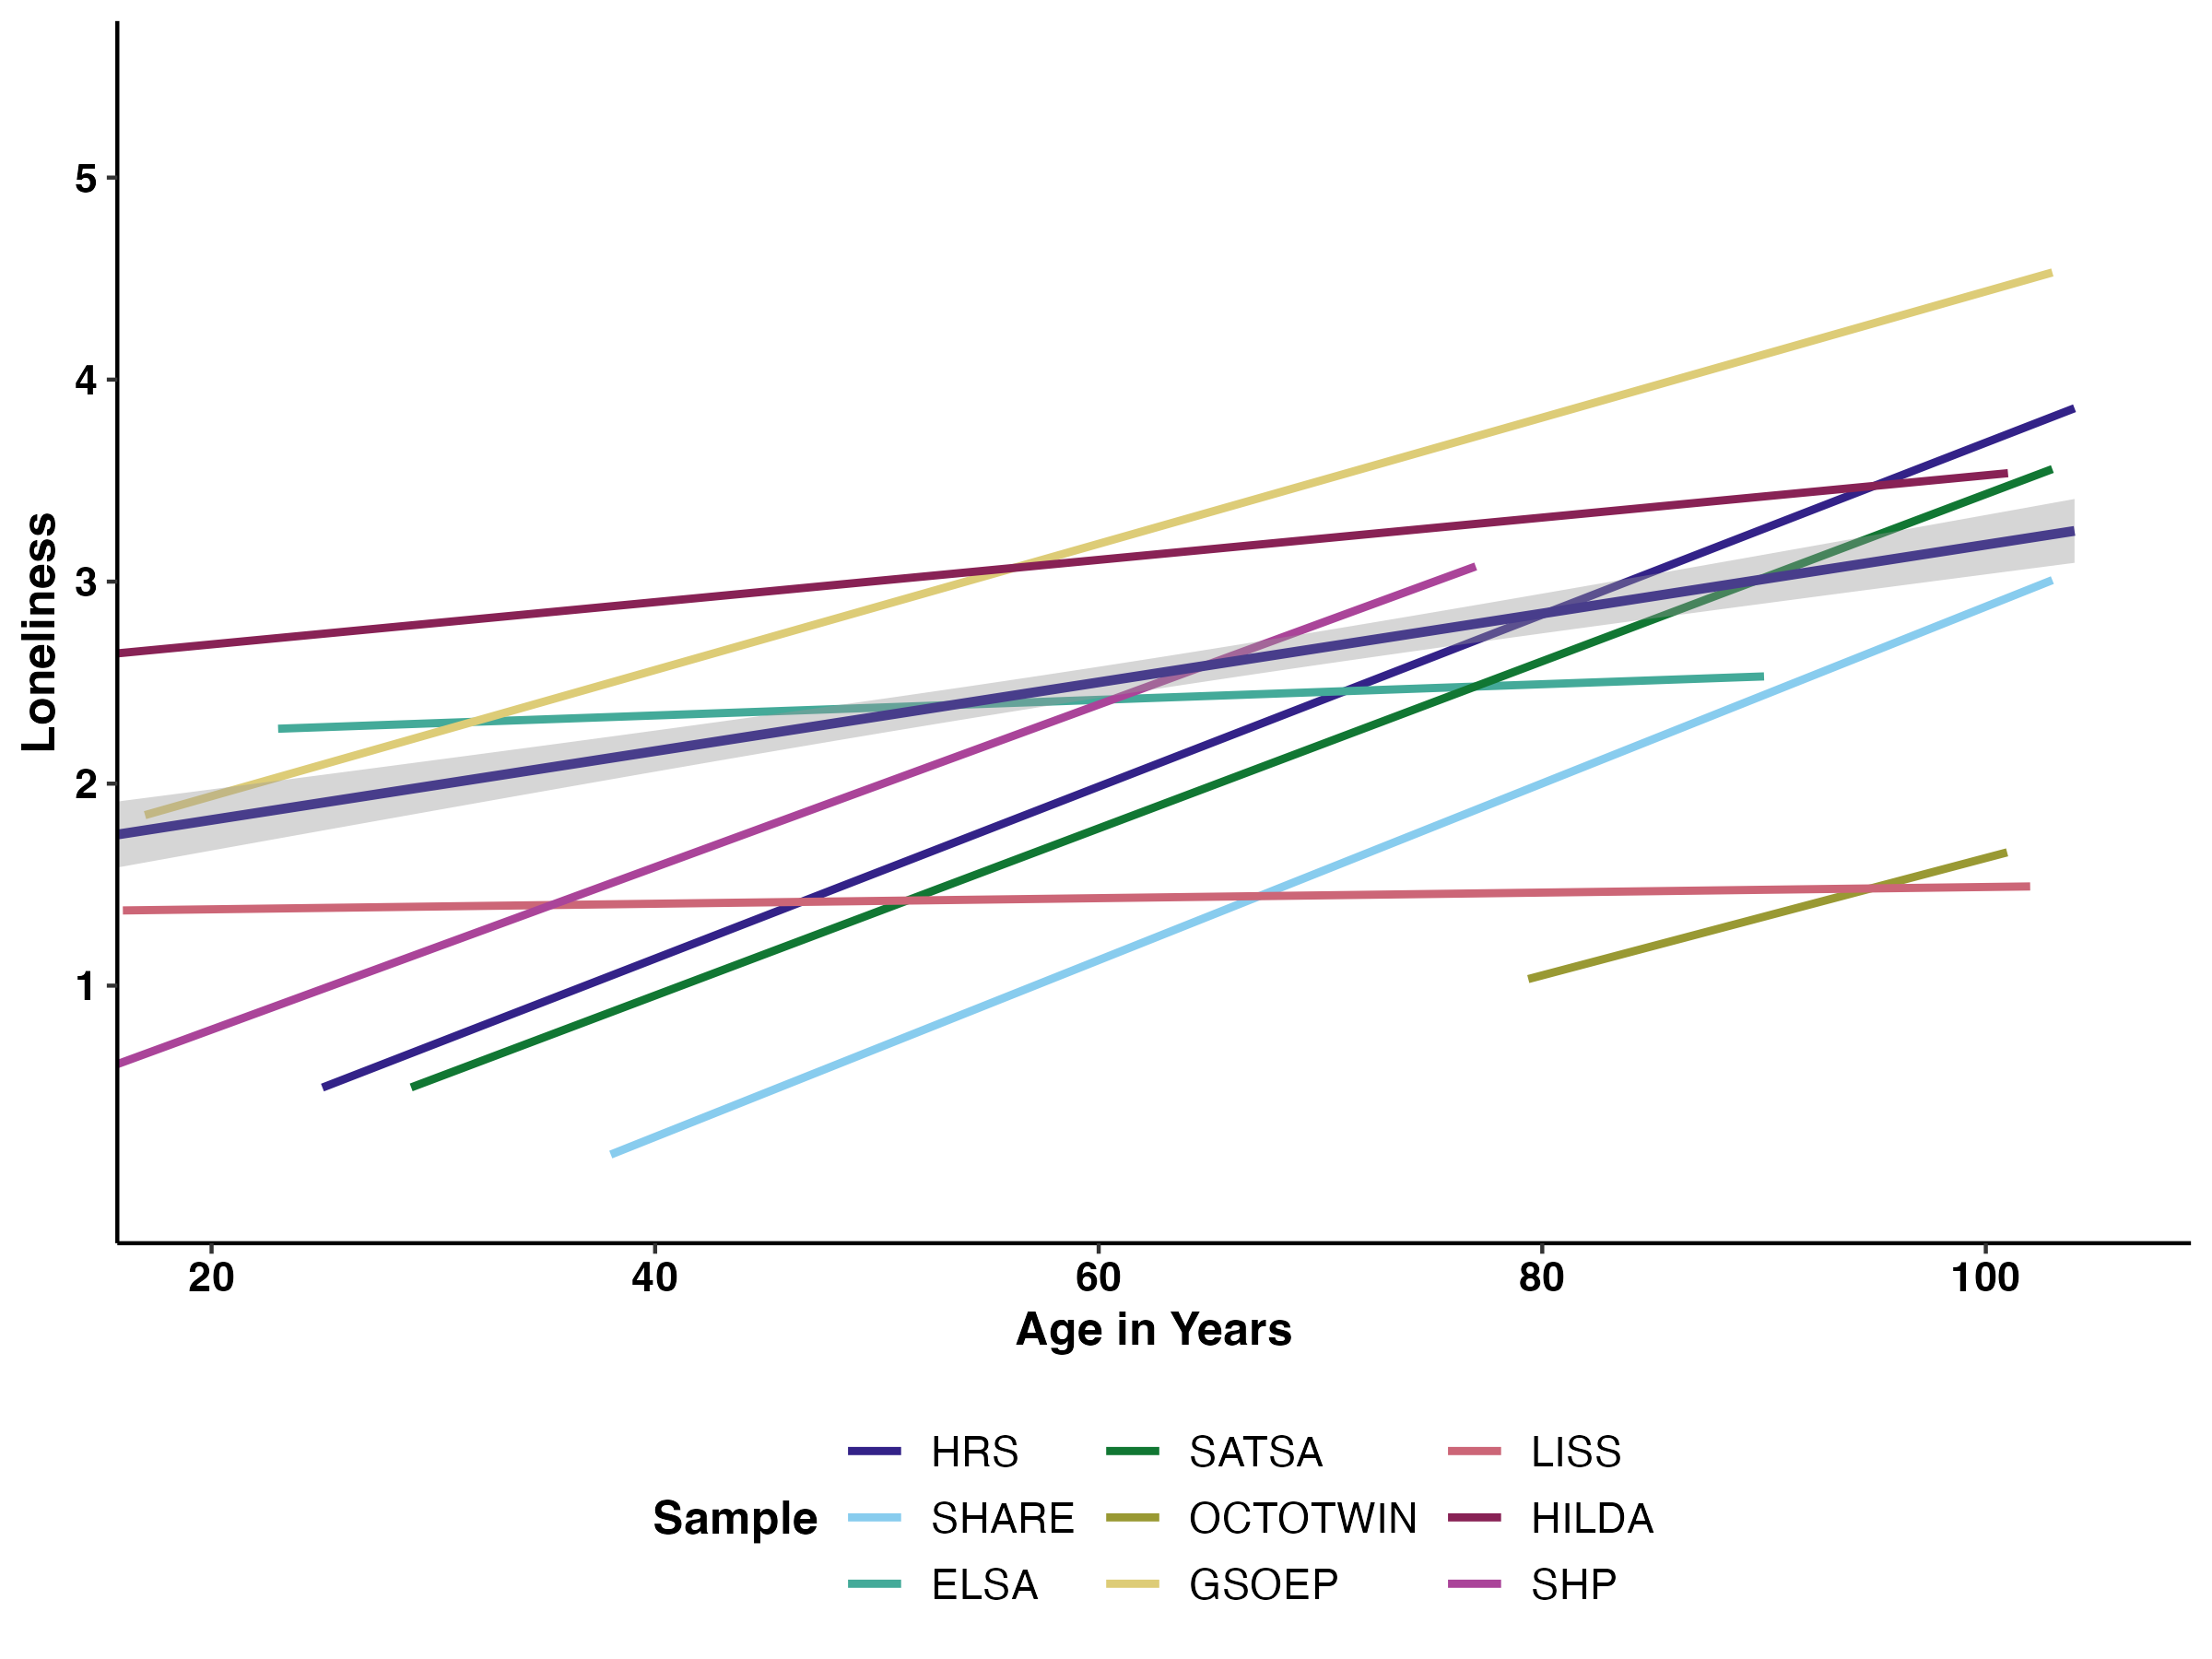 Loneliness
5
4
3
2
1
20 40 60 80 100
Age in Years
Sample
HRS SATSA LISS
SHARE OCTOTWIN HILDA
ELSA GSOEP SHP